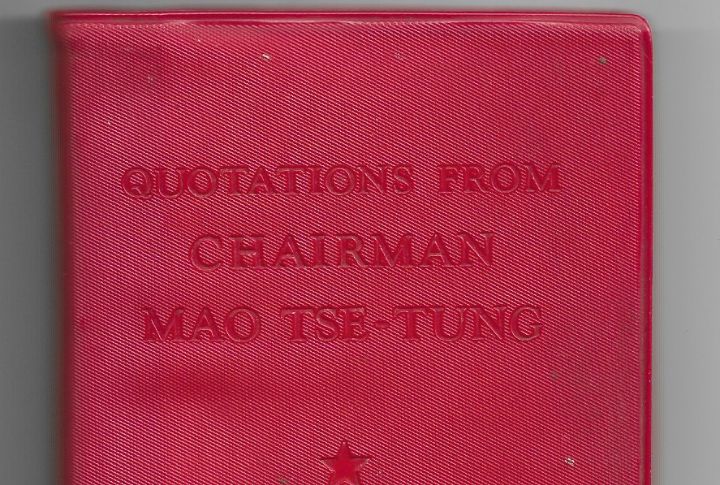 QUOTATIONS FROM
CHAIRMAN
MAO TSE-TUNG